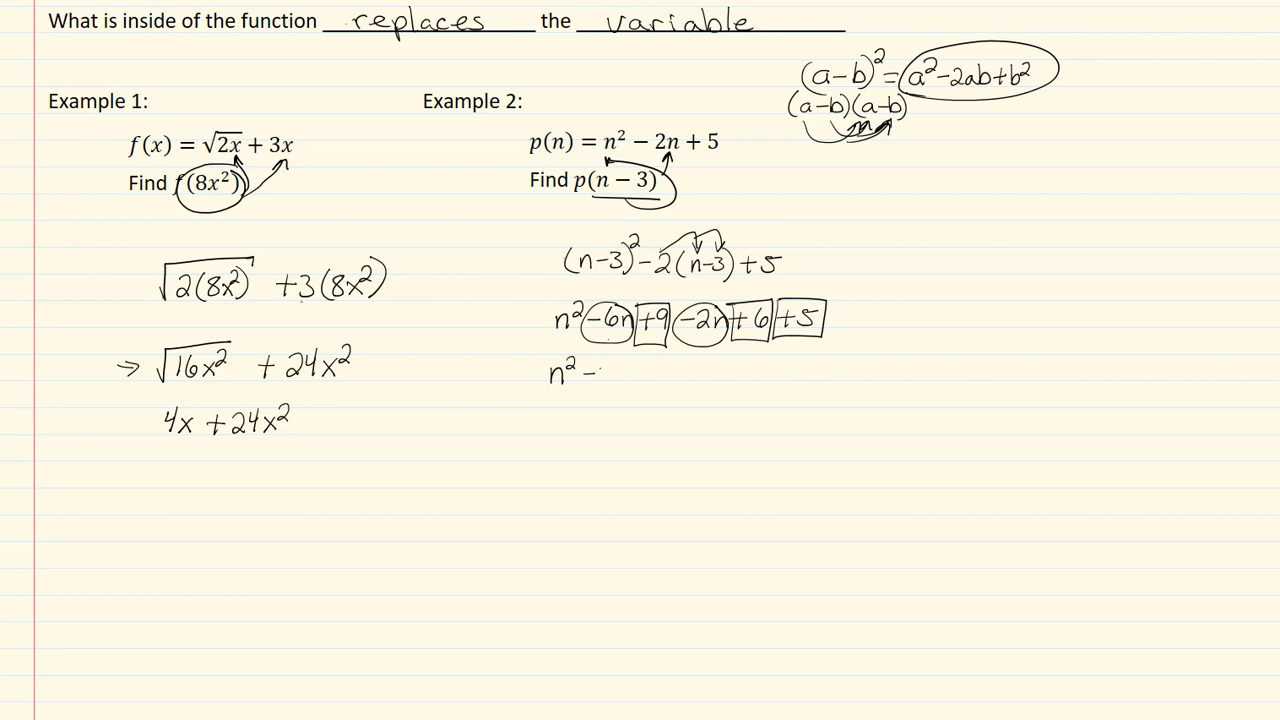 What is inside of the function replaces the variable
(a-b)² = a²-2ab+b²
(a-b)(a-b)
Example 1:
f(x) = √2x + 3x
Find f(8x²)
√2(8x²) +3(8x²)
→ √16x² + 24x²
4x + 24x²
Example 2:
p(n) = n² − 2n + 5
Find p(n − 3)
(n-3)² -2(n-3) +5
n² -6n +9 -2n +6 +5
n² -